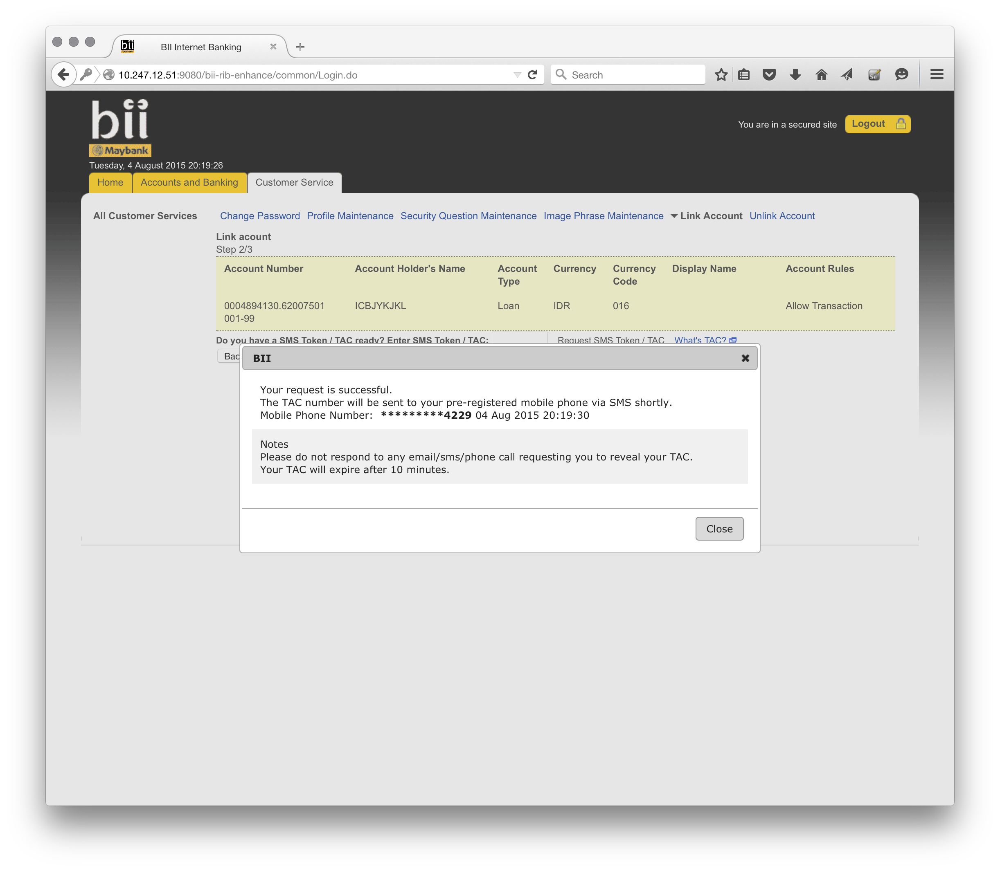 bii
BII Internet Banking
10.247.12.51:9080/bii-rib-enhance/common/Login.do
Search
bii
Maybank
You are in a secured site
Logout
Tuesday, 4 August 2015 20:19:26
Home Accounts and Banking Customer Service
All Customer Services Change Password Profile Maintenance Security Question Maintenance Image Phrase Maintenance Link Account Unlink Account
Link acount
Step 2/3
Account Number Account Holder's Name Account Type Currency Currency Code Display Name Account Rules
0004894130.62007501 ICBJYKJKL Loan IDR 016 Allow Transaction
001-99
Do you have a SMS Token / TAC ready? Enter SMS Token / TAC: Request SMS Token / TAC What's TAC?
Bac
BII
Your request is successful.
The TAC number will be sent to your pre-registered mobile phone via SMS shortly.
Mobile Phone Number: *********4229 04 Aug 2015 20:19:30
Notes
Please do not respond to any email/sms/phone call requesting you to reveal your TAC.
Your TAC will expire after 10 minutes.
Close